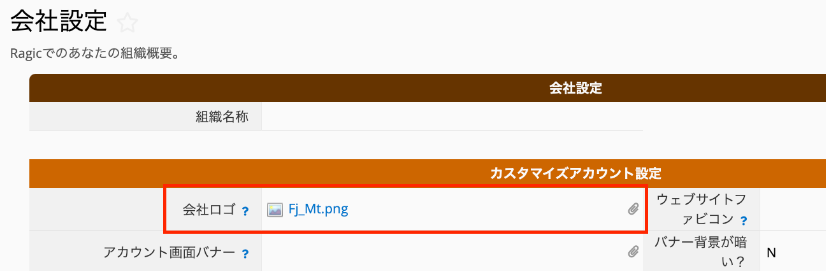 会社設定
Ragicでのあなたの組織概要。
会社設定
組織名称
カスタマイズアカウント設定
会社ロゴ ?
Fj_Mt.png
ウェブサイトフ
ァビコン ?
アカウント画面バナー ?
バナー背景が暗
い？
N